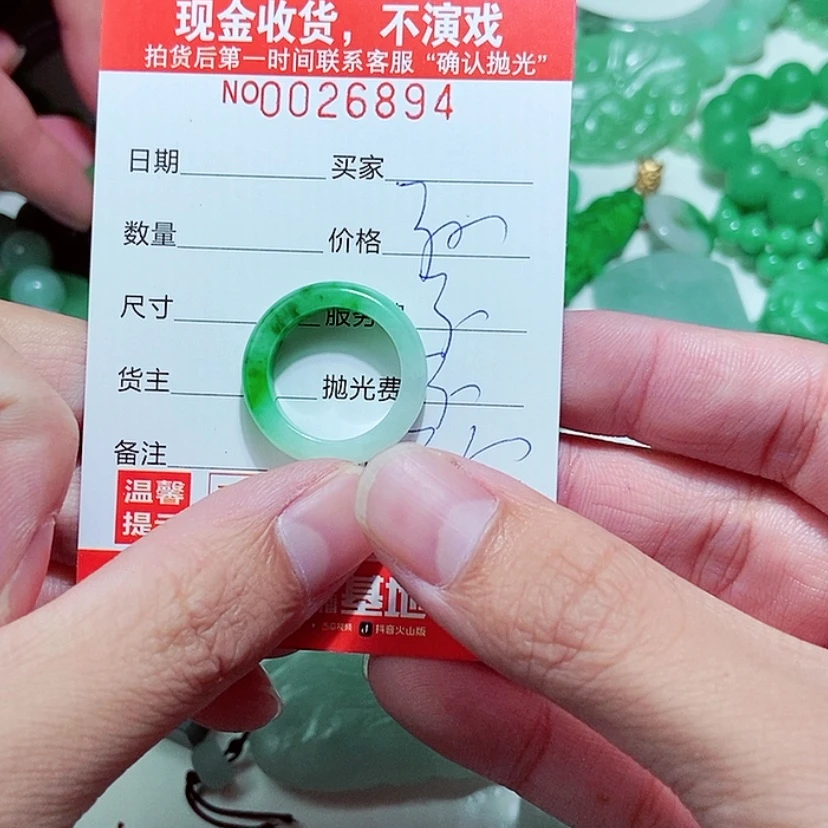 现金收货，不演戏
拍货后第一时间联系客服“确认抛光”
NO0026894
日期 买家
数量 价格
尺寸 服务
货主 抛光费
备注
温馨
提示
基地
抖音火山版